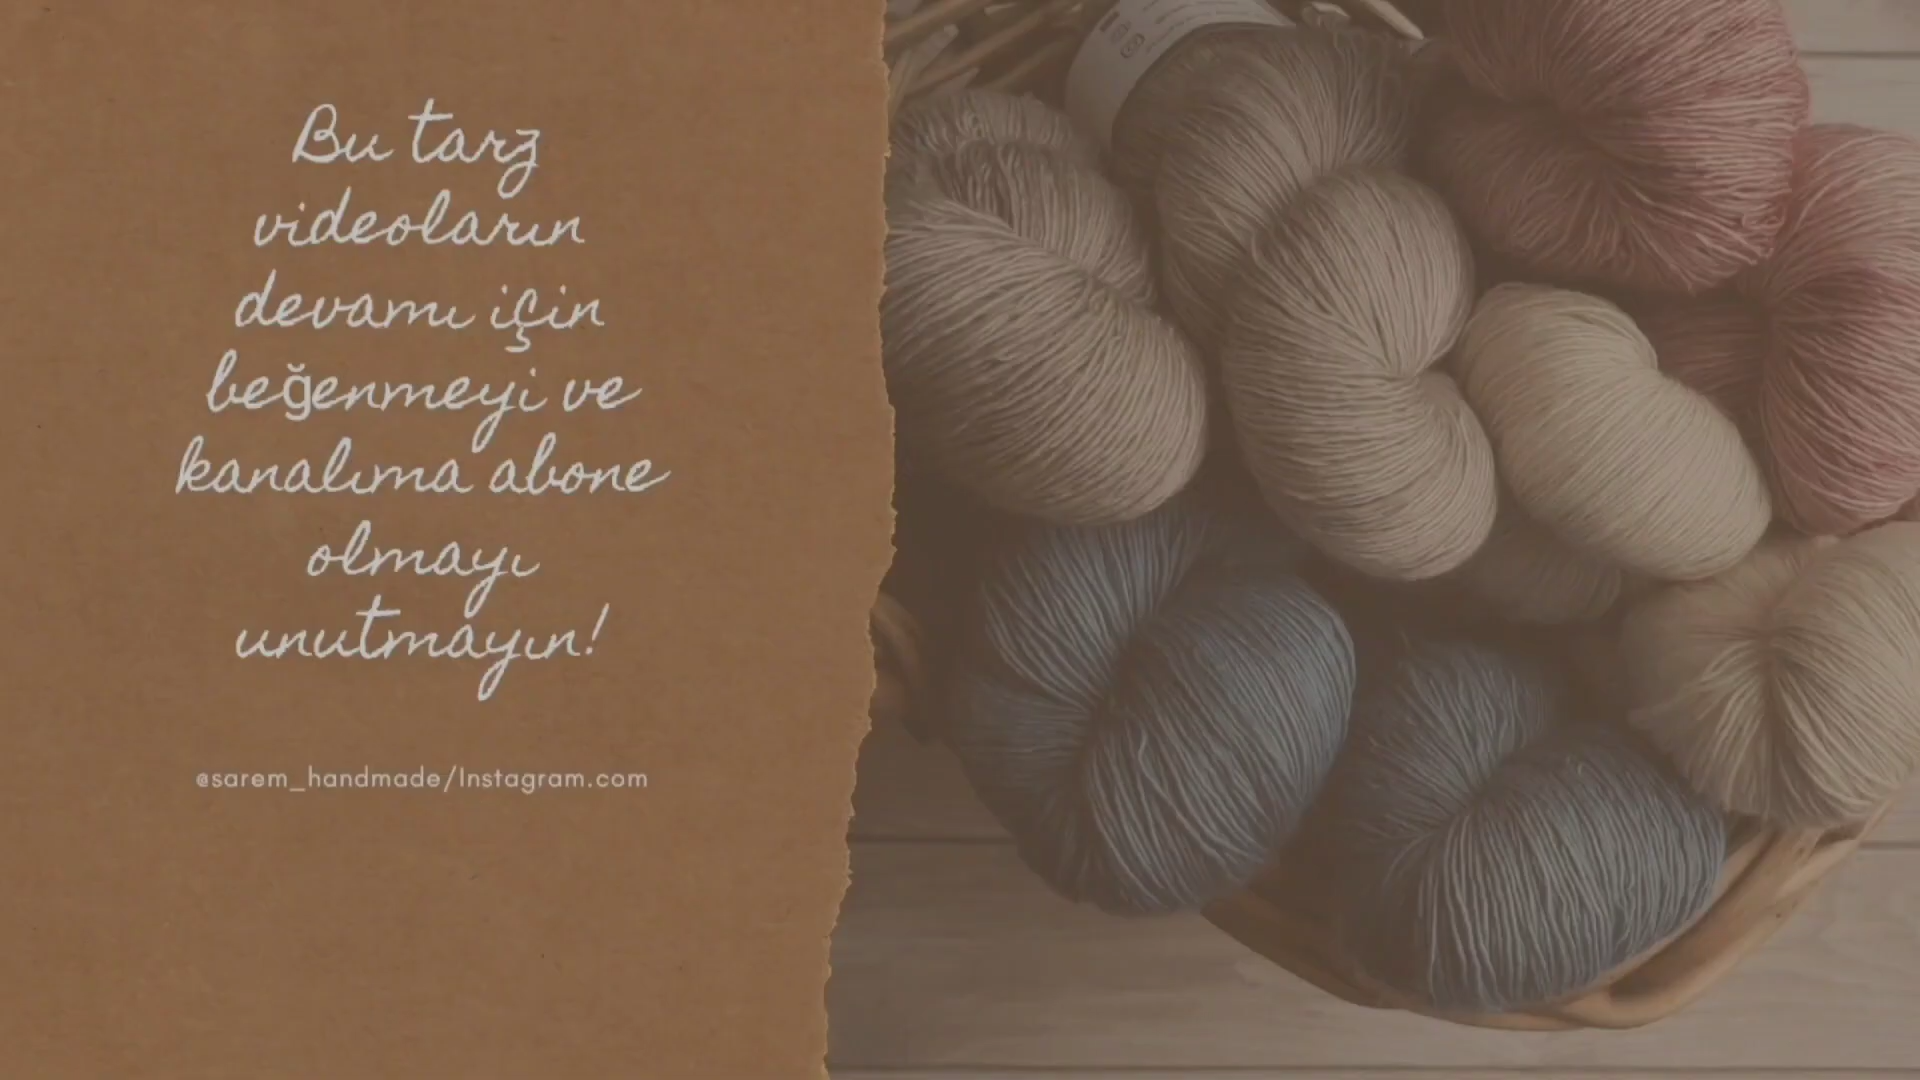 Bu tarz
videoların
devamı için
beğenmeyi ve
kanalıma abone
olmayı
unutmayın!
@sarem_handmade/Instagram.com